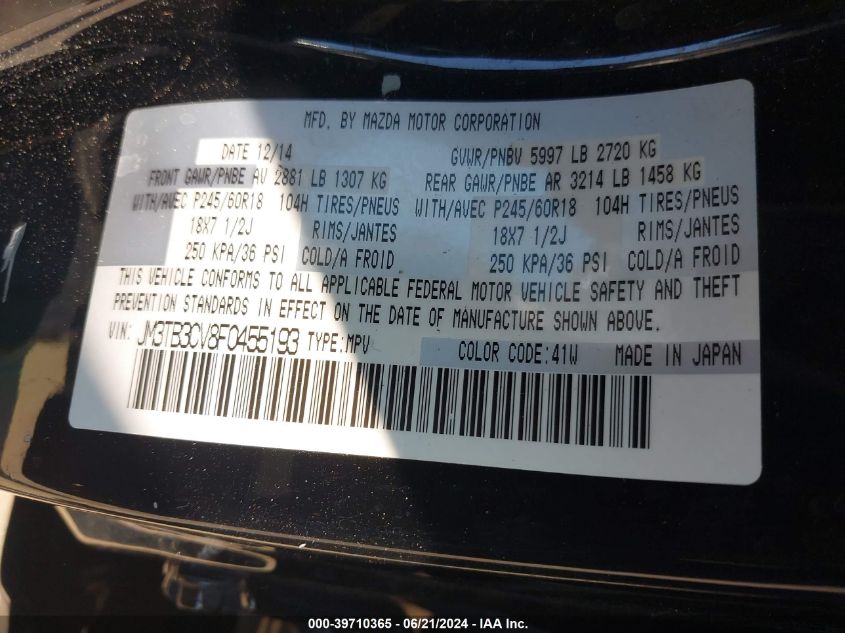 MFD. BY MAZDA MOTOR CORPORATION
DATE 12/14 GVWR/PNBV 5997 LB 2720 KG
FRONT GAWR/PNBE AV 2881 LB 1307 KG REAR GAWR/PNBE AR 3214 LB 1458 KG
WITH/AVEC P245/60R18 104H TIRES/PNEUS WITH/AVEC P245/60R18 104H TIRES/PNEUS
18X7 1/2J RIMS/JANTES 18X7 1/2J RIMS/JANTES
250 KPA/36 PSI COLD/A FROID 250 KPA/36 PSI COLD/A FROID
THIS VEHICLE CONFORMS TO ALL APPLICABLE FEDERAL MOTOR VEHICLE SAFETY AND THEFT
PREVENTION STANDARDS IN EFFECT ON THE DATE OF MANUFACTURE SHOWN ABOVE.
VIN: JM3TB3CV8F0455193 TYPE:MPV COLOR CODE:41W MADE IN JAPAN
000-39710365 - 06/21/2024 - IAA Inc.